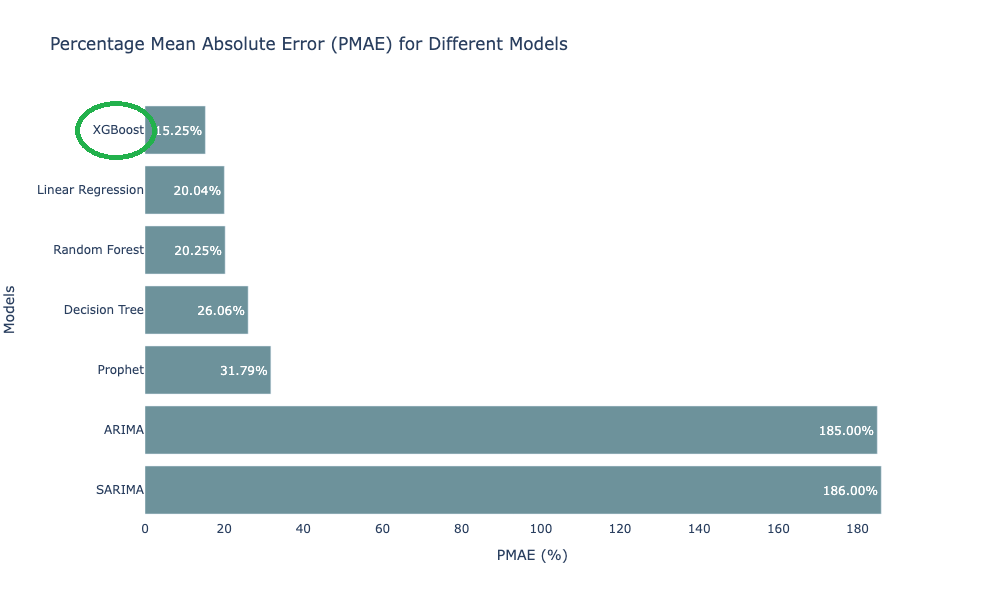 Percentage Mean Absolute Error (PMAE) for Different Models
XGBoost 15.25%
Linear Regression 20.04%
Random Forest 20.25%
Decision Tree 26.06%
Prophet 31.79%
ARIMA 185.00%
SARIMA 186.00%
Models
0 20 40 60 80 100 120 140 160 180
PMAE (%)